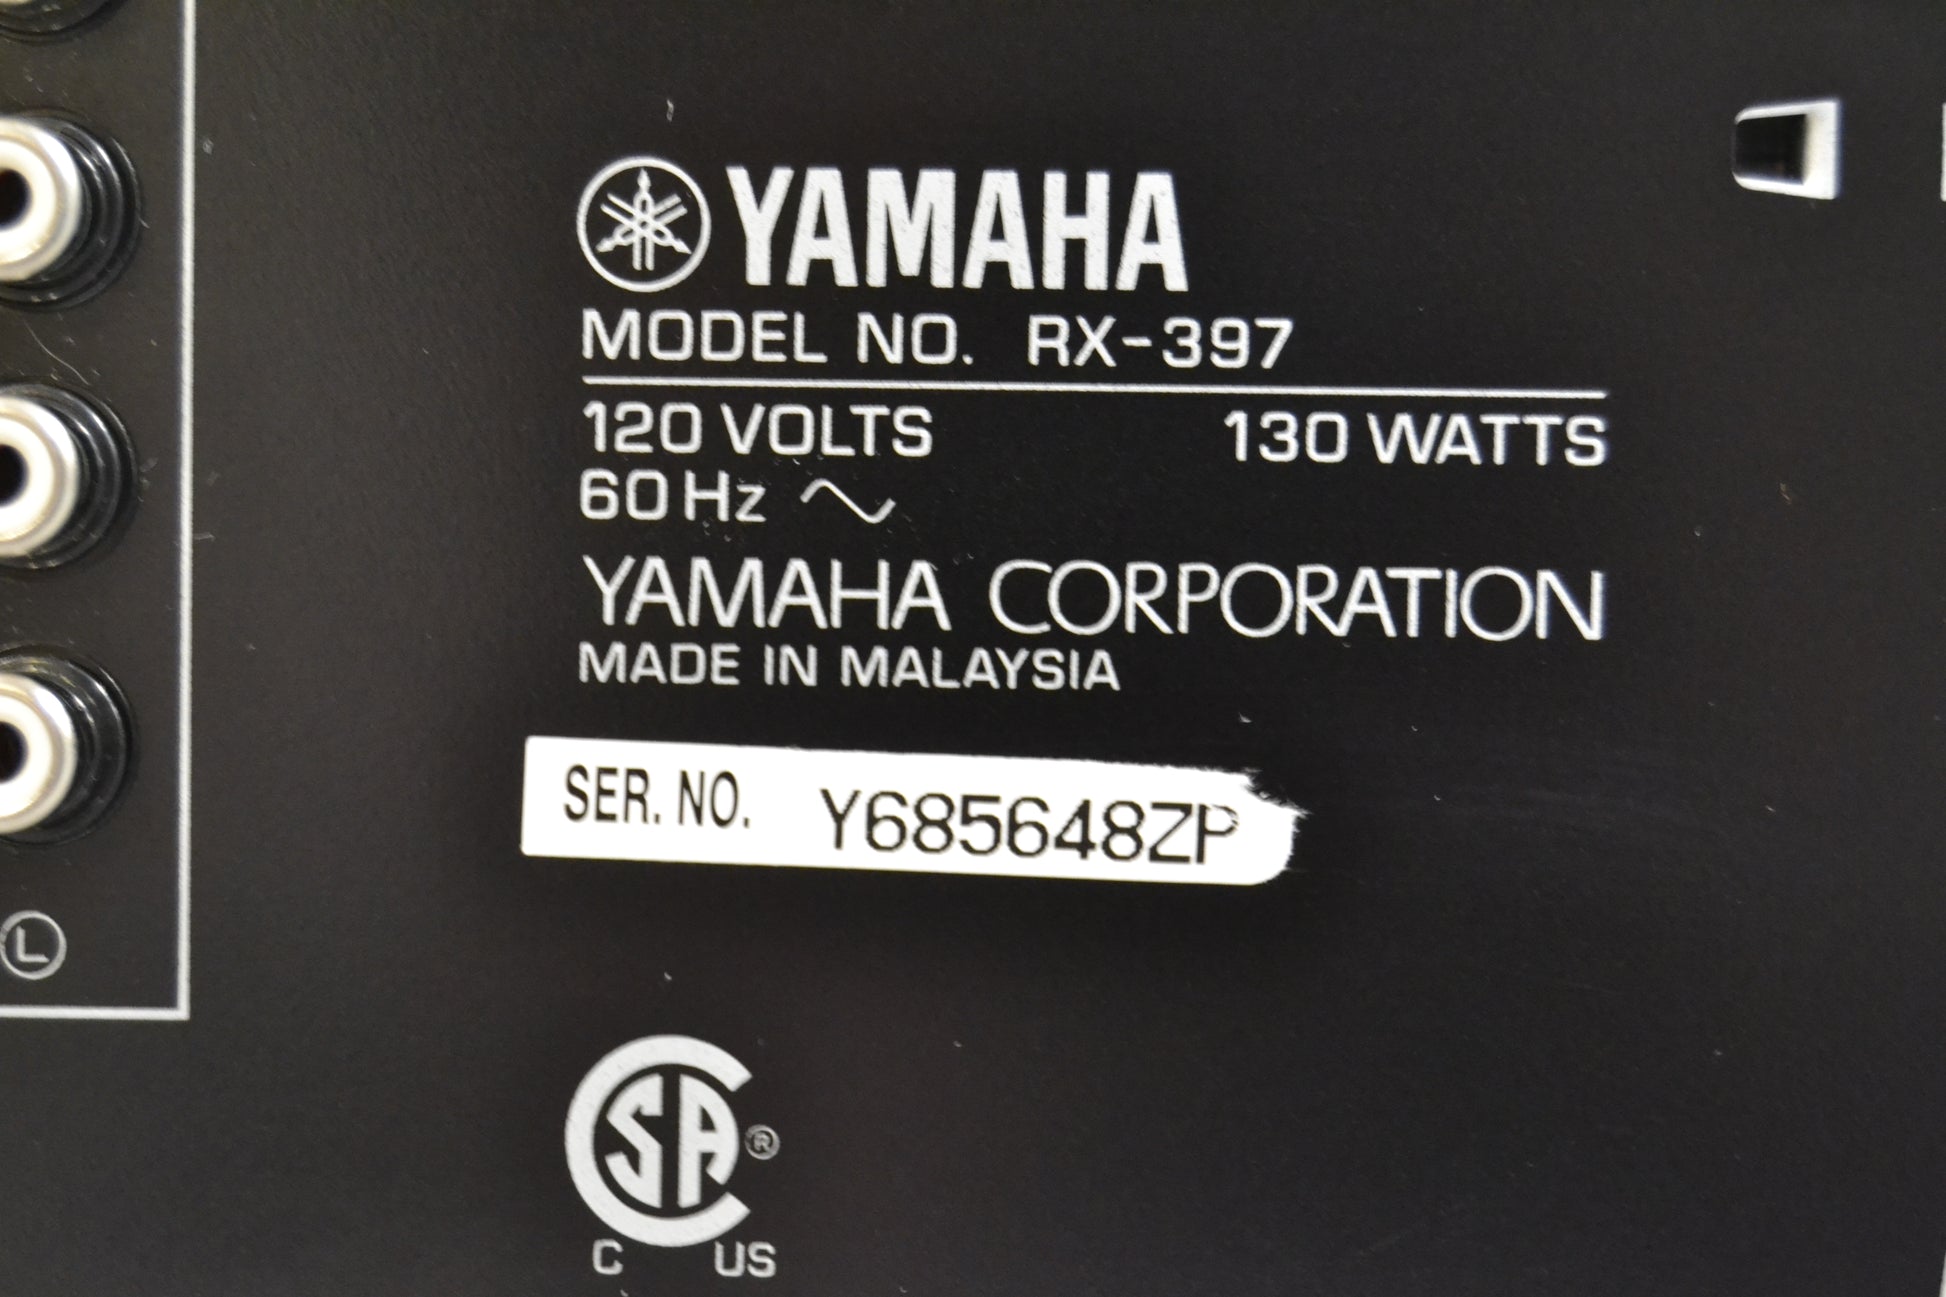 YAMAHA
MODEL NO. RX-397
120 VOLTS 130 WATTS
60 Hz ∿
YAMAHA CORPORATION
MADE IN MALAYSIA
SER. NO. Y685648ZP
L
CSA ®
C US